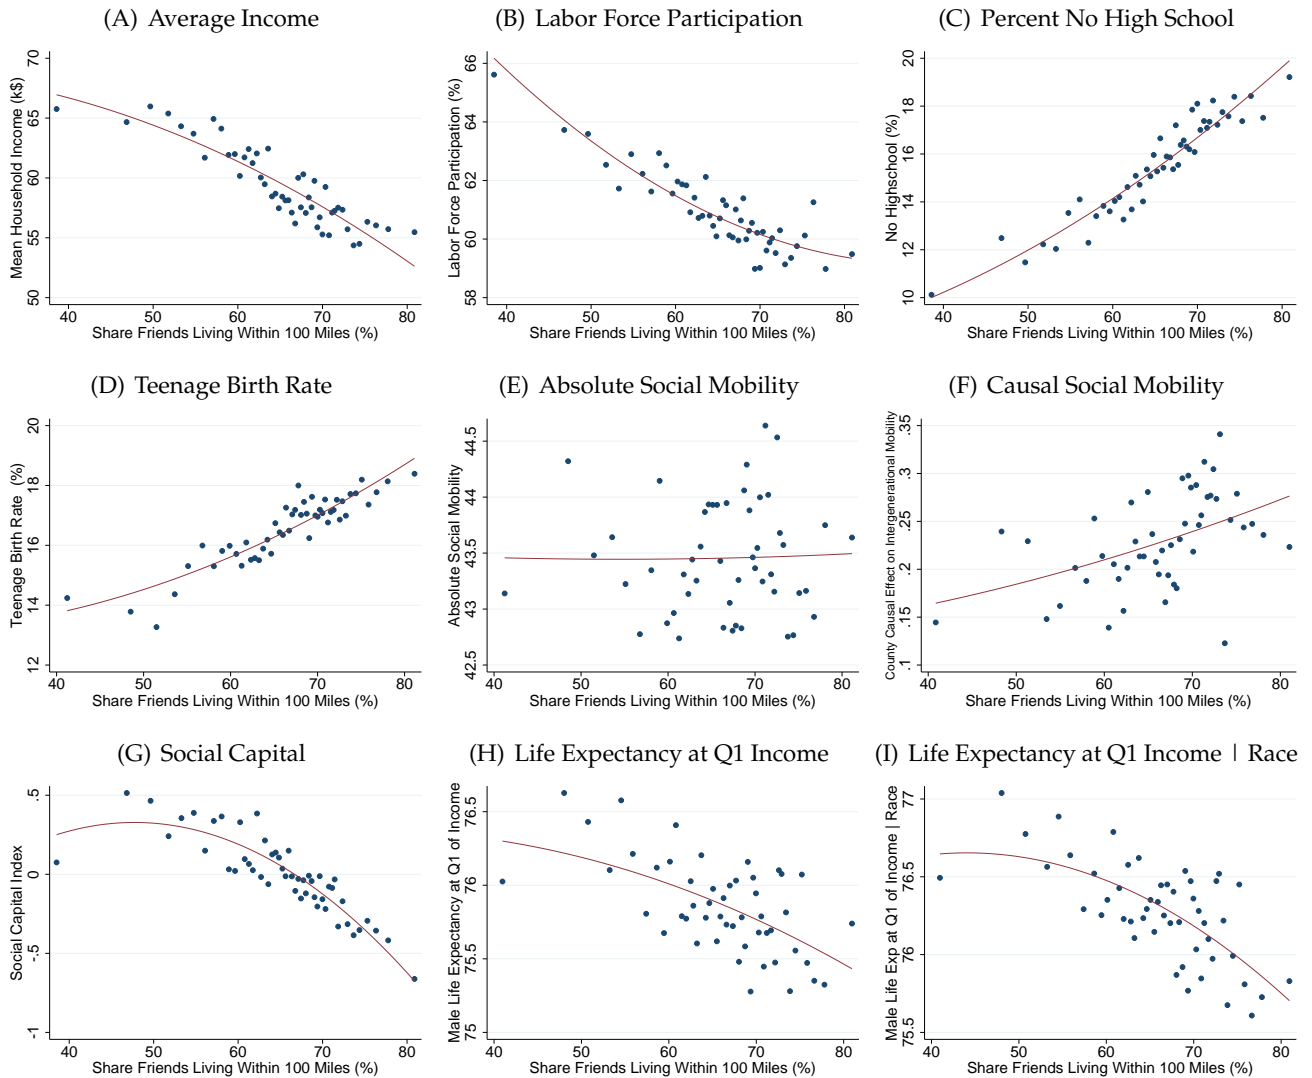 (A) Average Income
(B) Labor Force Participation
(C) Percent No High School
Mean Household Income (k$)
70
65
60
55
50
40 50 60 70 80
Share Friends Living Within 100 Miles (%)
Labor Force Participation (%)
66
64
62
60
58
40 50 60 70 80
Share Friends Living Within 100 Miles (%)
No Highschool (%)
20
18
16
14
12
10
40 50 60 70 80
Share Friends Living Within 100 Miles (%)
(D) Teenage Birth Rate
(E) Absolute Social Mobility
(F) Causal Social Mobility
Teenage Birth Rate (%)
20
18
16
14
12
40 50 60 70 80
Share Friends Living Within 100 Miles (%)
Absolute Social Mobility
44.5
44
43.5
43
42.5
40 50 60 70 80
Share Friends Living Within 100 Miles (%)
County Causal Effect on Intergenerational Mobility
.35
.3
.25
.2
.15
.1
40 50 60 70 80
Share Friends Living Within 100 Miles (%)
(G) Social Capital
(H) Life Expectancy at Q1 Income
(I) Life Expectancy at Q1 Income | Race
Social Capital Index
.5
0
-.5
-1
40 50 60 70 80
Share Friends Living Within 100 Miles (%)
Male Life Expectancy at Q1 of Income
76.5
76
75.5
75
40 50 60 70 80
Share Friends Living Within 100 Miles (%)
Male Life Exp at Q1 of Income | Race
77
76.5
76
75.5
40 50 60 70 80
Share Friends Living Within 100 Miles (%)